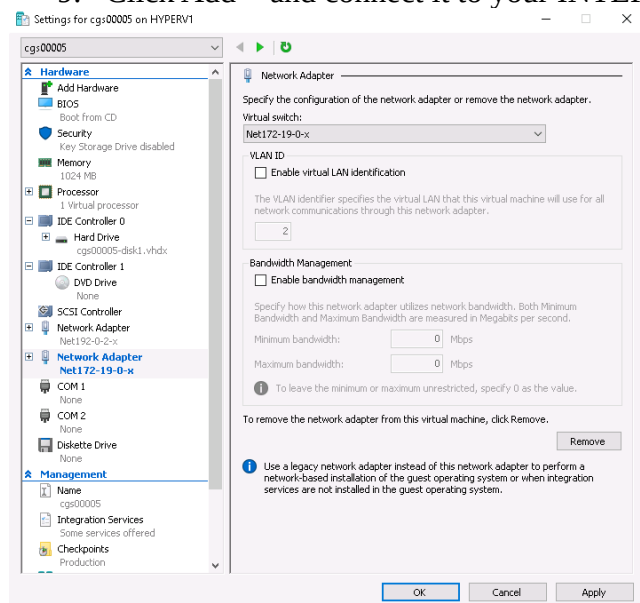 Click Add
and connect it to your
Settings for cgs00005 on HYPERV1
cgs00005
Hardware
Add Hardware
BIOS
Boot from CD
Security
Key Storage Drive disabled
Memory
1024 MB
Processor
1 Virtual processor
IDE Controller 0
Hard Drive
cgs00005-disk1.vhdx
IDE Controller 1
DVD Drive
None
SCSI Controller
Network Adapter
Net192-0-2-x
Network Adapter
Net172-19-0-x
COM 1
None
COM 2
None
Diskette Drive
None
Management
Name
cgs00005
Integration Services
Some services offered
Checkpoints
Production
Network Adapter
Specify the configuration of the network adapter or remove the network adapter.
Virtual switch:
Net172-19-0-x
VLAN ID
Enable virtual LAN identification
The VLAN identifier specifies the virtual LAN that this virtual machine will use for all
network communications through this network adapter.
2
Bandwidth Management
Enable bandwidth management
Specify how this network adapter utilizes network bandwidth. Both Minimum
Bandwidth and Maximum Bandwidth are measured in Megabits per second.
Minimum bandwidth: 0 Mbps
Maximum bandwidth: 0 Mbps
To leave the minimum or maximum unrestricted, specify 0 as the value.
To remove the network adapter from this virtual machine, click Remove.
Remove
Use a legacy network adapter instead of this network adapter to perform a
network-based installation of the guest operating system or when integration
services are not installed in the guest operating system.
OK Cancel Apply